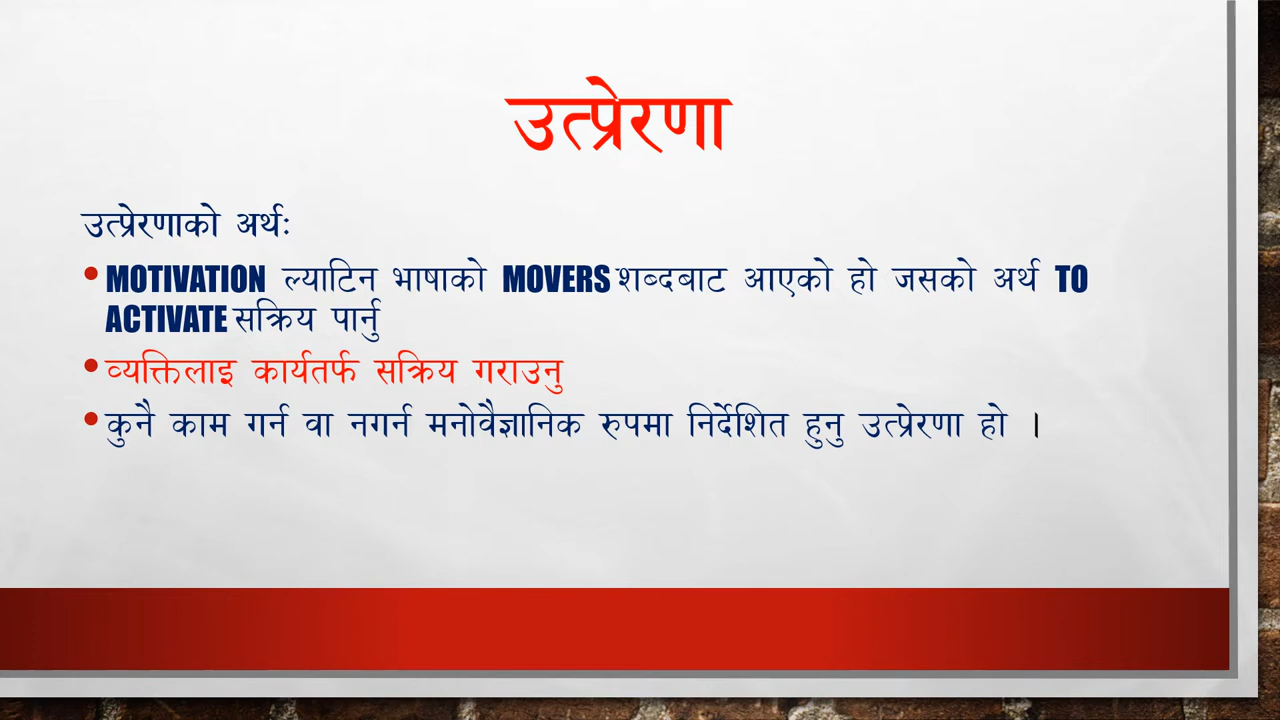 उत्प्रेरणा
उत्प्रेरणाको अर्थः
• MOTIVATION ल्याटिन भाषाको MOVERS शब्दबाट आएको हो जसको अर्थ TO
ACTIVATE सक्रिय पार्नु
• व्यक्तिलाइ कार्यतर्फ सक्रिय गराउनु
• कुनै काम गर्न वा नगर्न मनोवैज्ञानिक रुपमा निर्देशित हुनु उत्प्रेरणा हो ।